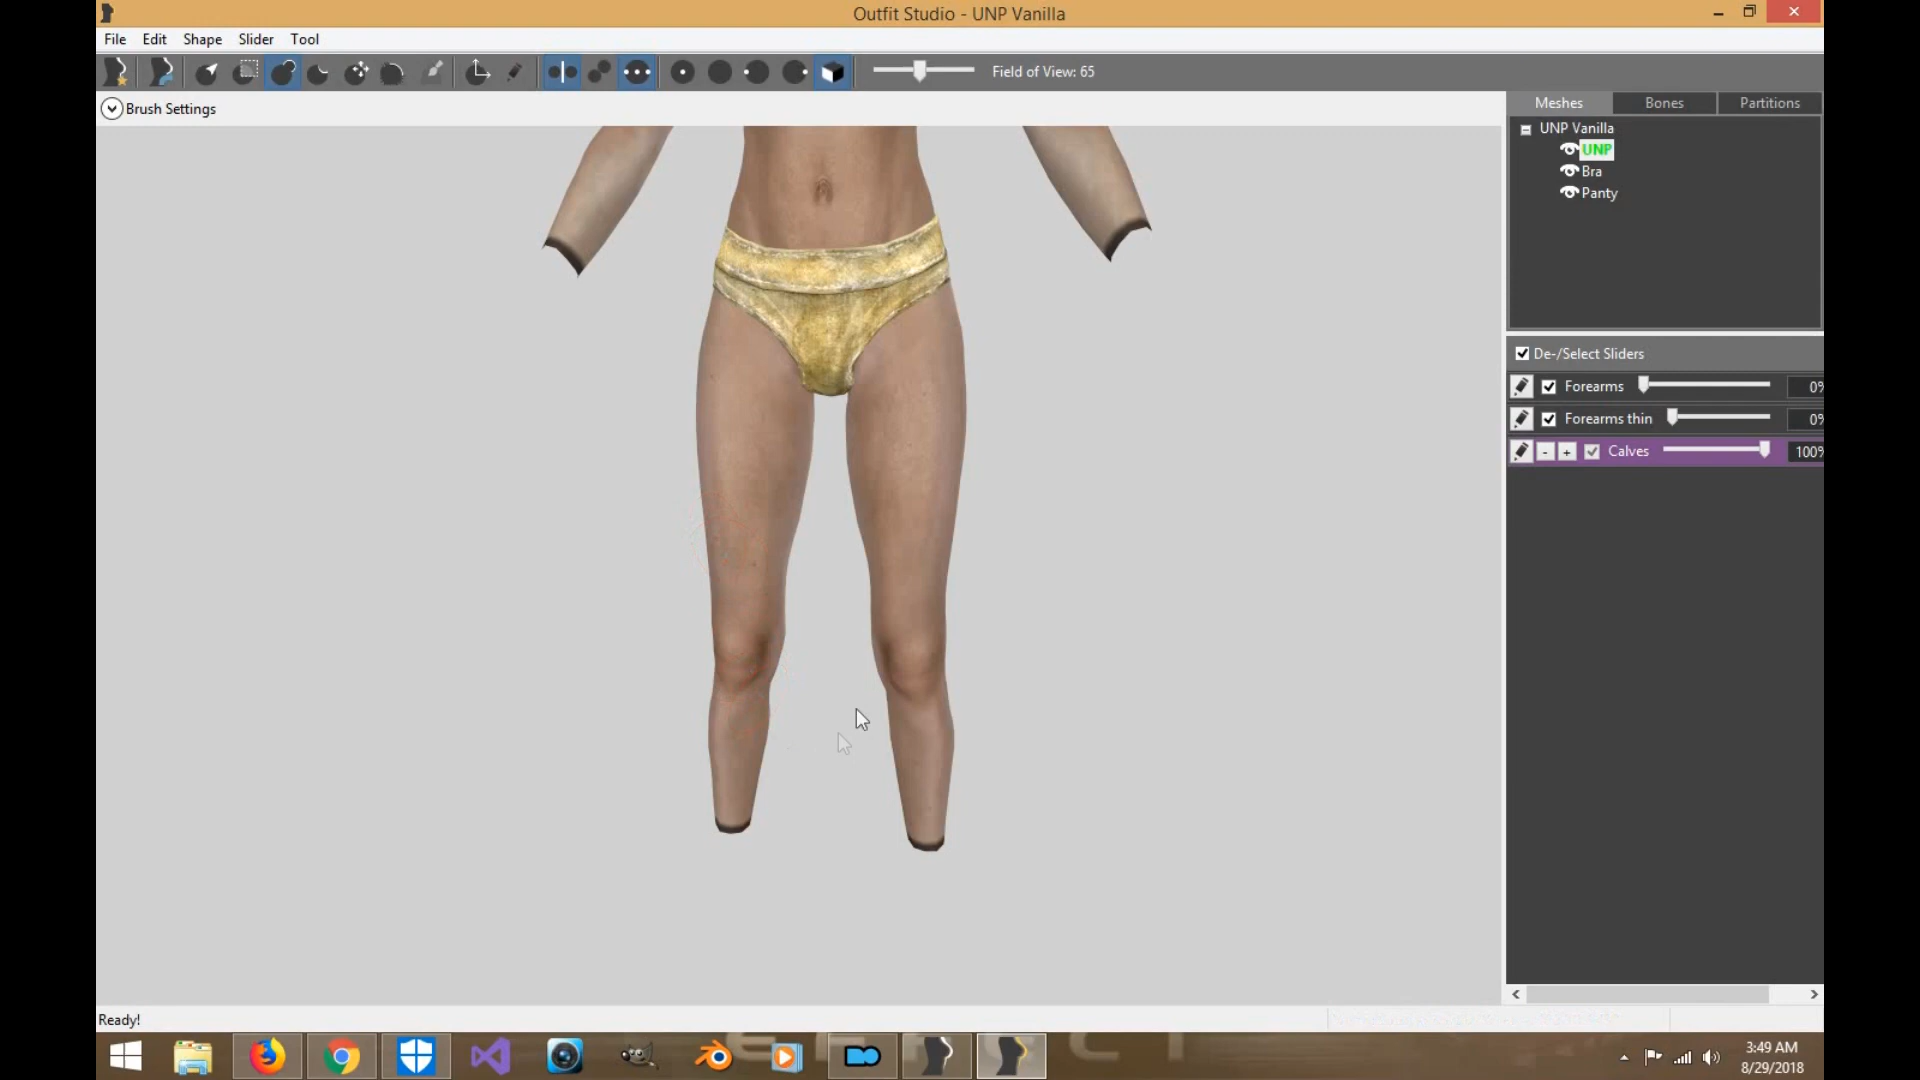 Outfit Studio - UNP Vanilla
File Edit Shape Slider Tool
Field of View: 65
Brush Settings
Meshes Bones Partitions
UNP Vanilla
UNP
Bra
Panty
De-/Select Sliders
Forearms 0%
Forearms thin 0%
- + Calves 100%
Ready!
3:49 AM
8/29/2018